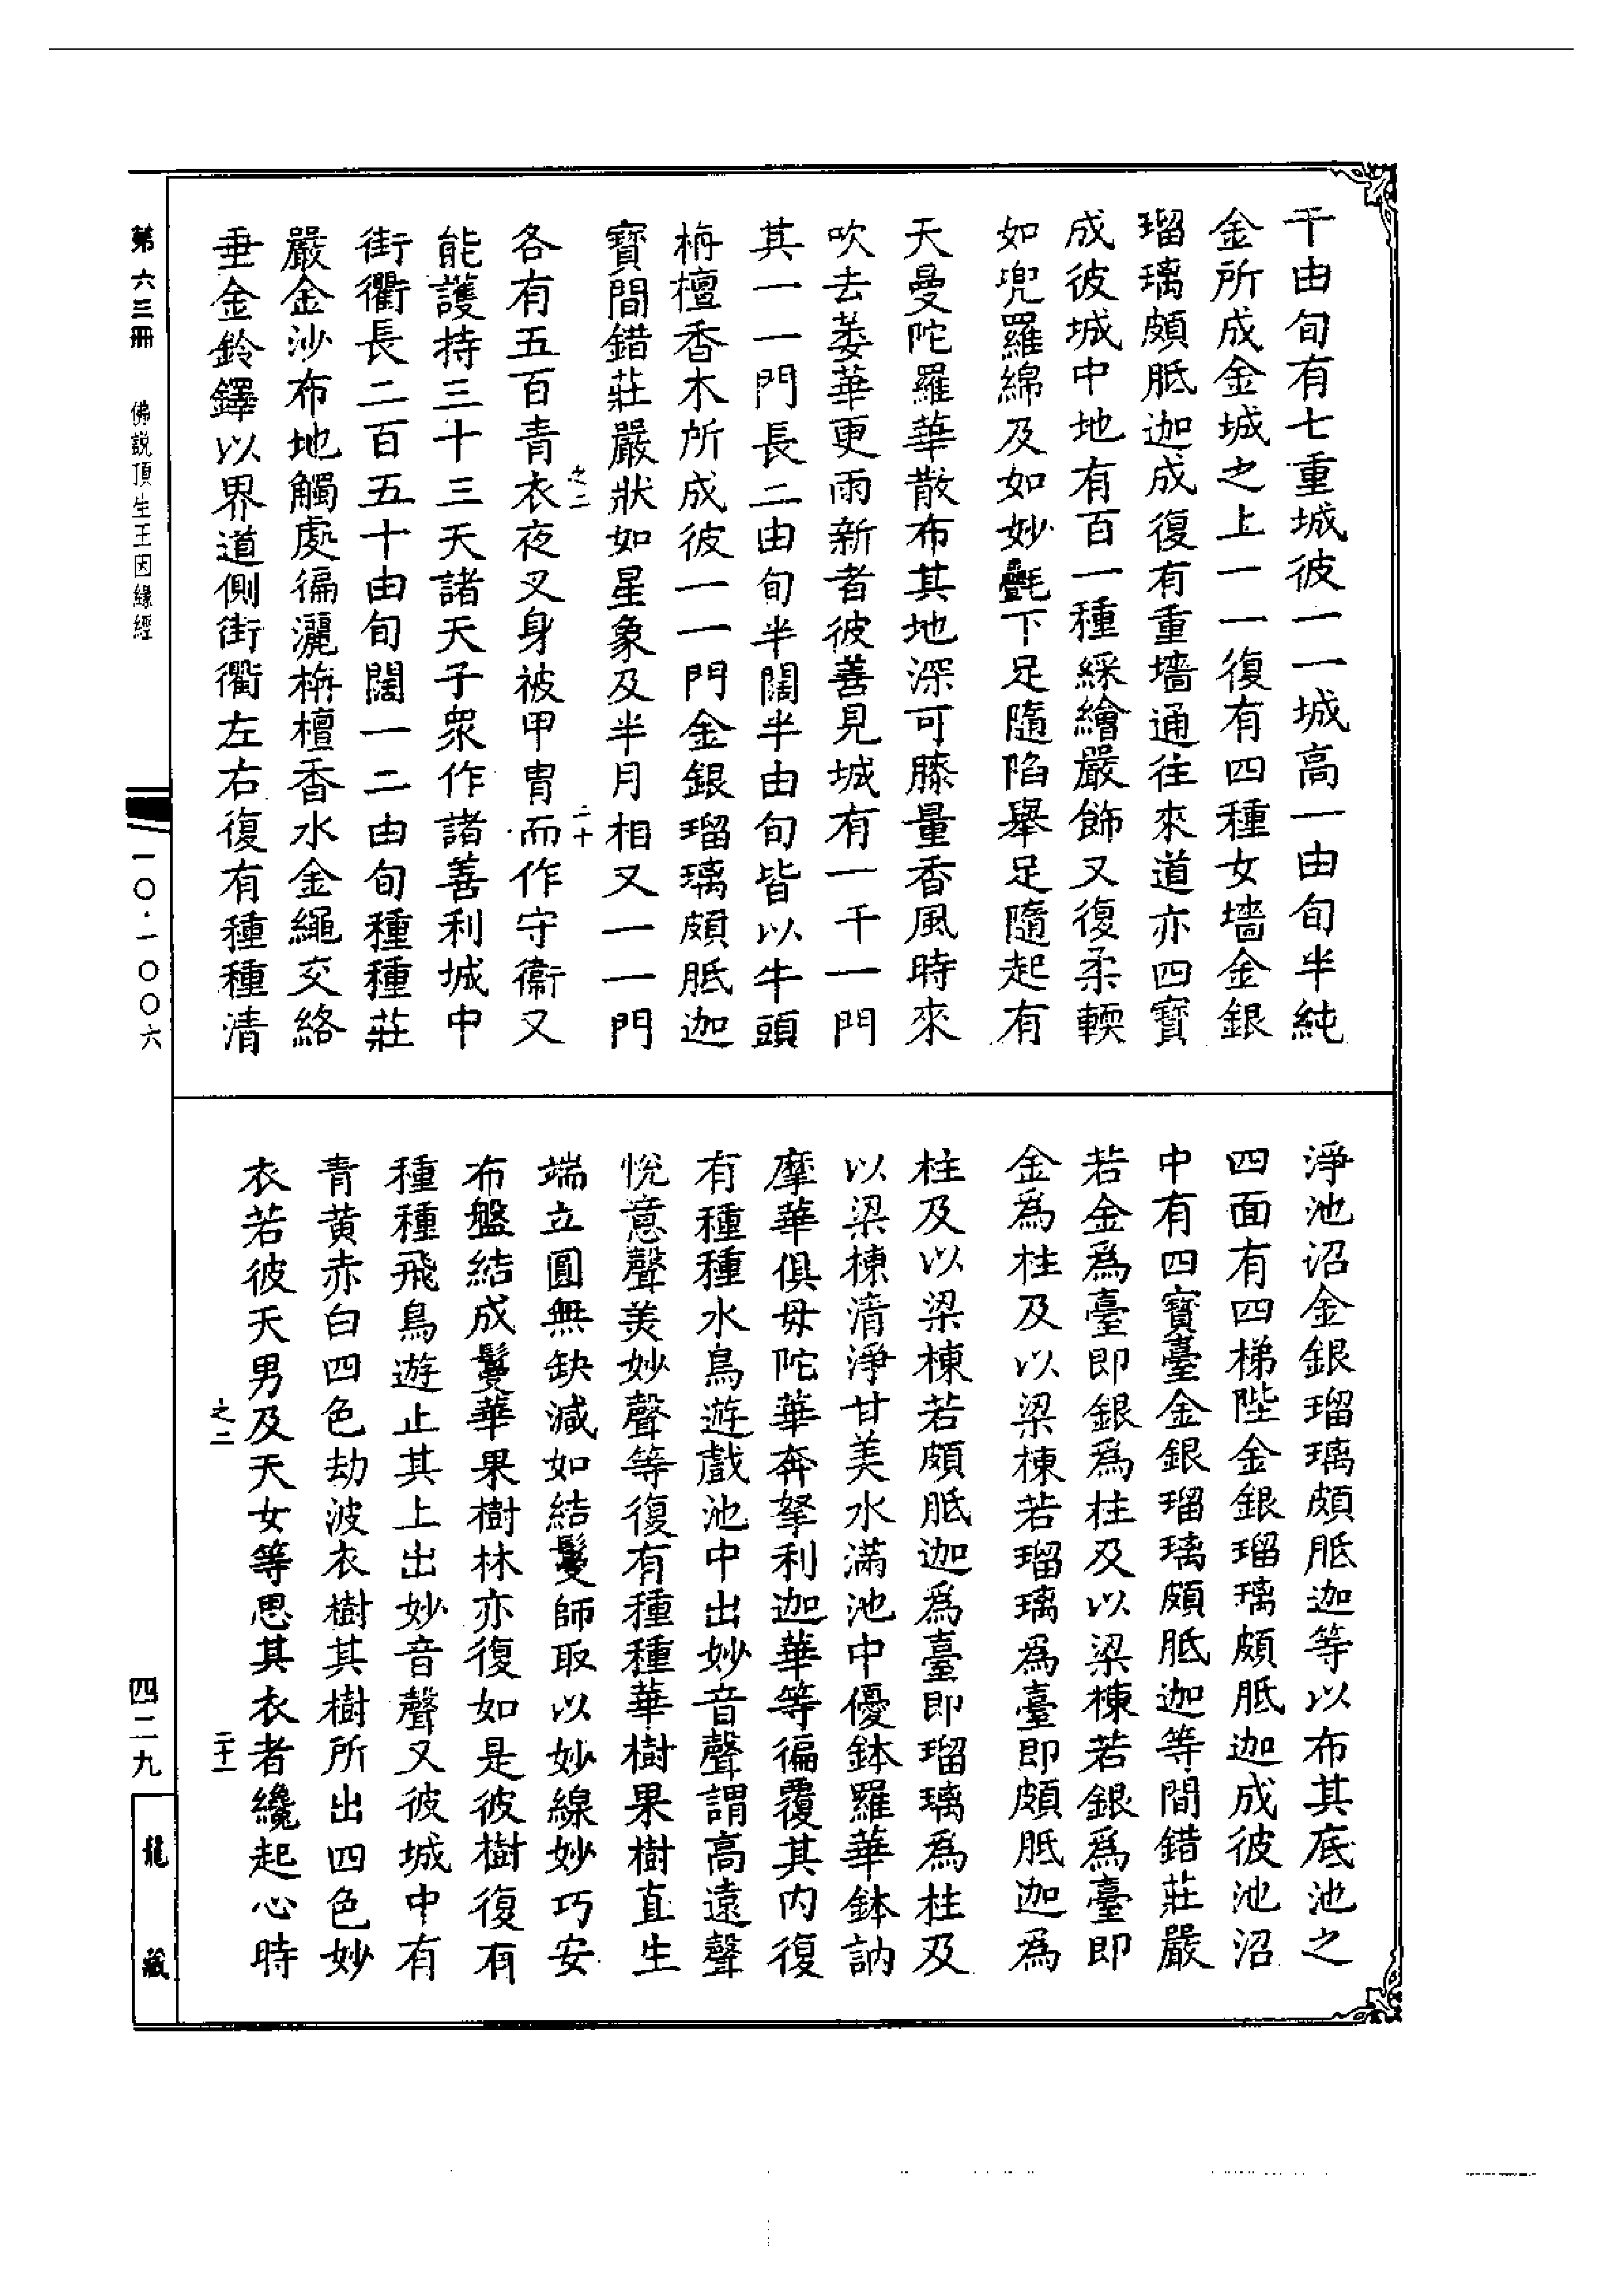 千由旬有七重城彼一一城高一由旬半純
金所成金城之上一一復有四種女墻金銀
瑠璃頗胝迦成復有重墻通往來道亦四寶
成彼城中地有百一種綵繪嚴飾又復柔輭
如兜羅綿及如妙㲲下足隨陷舉足隨起有
天曼陀羅華散布其地深可膝量香風時來
吹去萎華更雨新者彼善見城有一千一門
其一一門長二由旬半闊半由旬皆以牛頭
栴檀香木所成彼一一門金銀瑠璃頗胝迦
寶間錯莊嚴狀如星象及半月相又一一門
之二 二十
各有五百青衣夜叉身被甲冑而作守衞又
能護持三十三天諸天子衆作諸善利城中
街衢長二百五十由旬闊一二由旬種種莊
嚴金沙布地觸處徧灑栴檀香水金繩交絡
垂金鈴鐸以界道側街衢左右復有種種清
淨池沼金銀瑠璃頗胝迦等以布其底池之
四面有四梯陛金銀瑠璃頗胝迦成彼池沼
中有四寶臺金銀瑠璃頗胝迦等間錯莊嚴
若金爲臺即銀爲柱及以梁棟若銀爲臺即
金爲柱及以梁棟若瑠璃爲臺即頗胝迦爲
柱及以梁棟若頗胝迦爲臺即瑠璃爲柱及
以梁棟清淨甘美水滿池中優鉢羅華鉢訥
摩華俱毋陀華奔拏利迦華等徧覆其內復
有種種水鳥遊戲池中出妙音聲謂高遠聲
悅意聲美妙聲等復有種種華樹果樹直生
端立圓無缺減如結鬘師取以妙線妙巧安
布盤結成鬘華果樹林亦復如是彼樹復有
種種飛鳥遊止其上出妙音聲又彼城中有
青黃赤白四色劫波衣樹其樹所出四色妙
衣若彼天男及天女等思其衣者纔起心時
之二 二十一
第六三冊 佛説頂生王因緣經 一〇·一〇〇六
四二九
龍藏